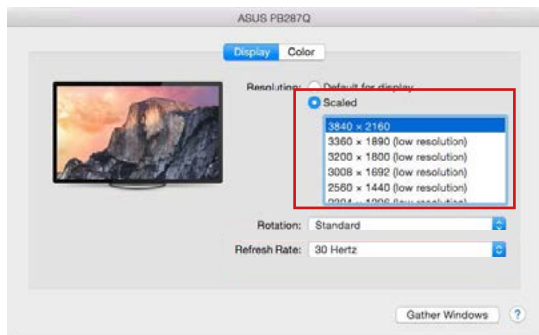 ASUS PB287Q
Display Color
Resolution: Default for display
Scaled
3840 × 2160
3360 × 1890 (low resolution)
3200 × 1800 (low resolution)
3008 × 1692 (low resolution)
2560 × 1440 (low resolution)
Rotation: Standard
Refresh Rate: 30 Hertz
Gather Windows ?